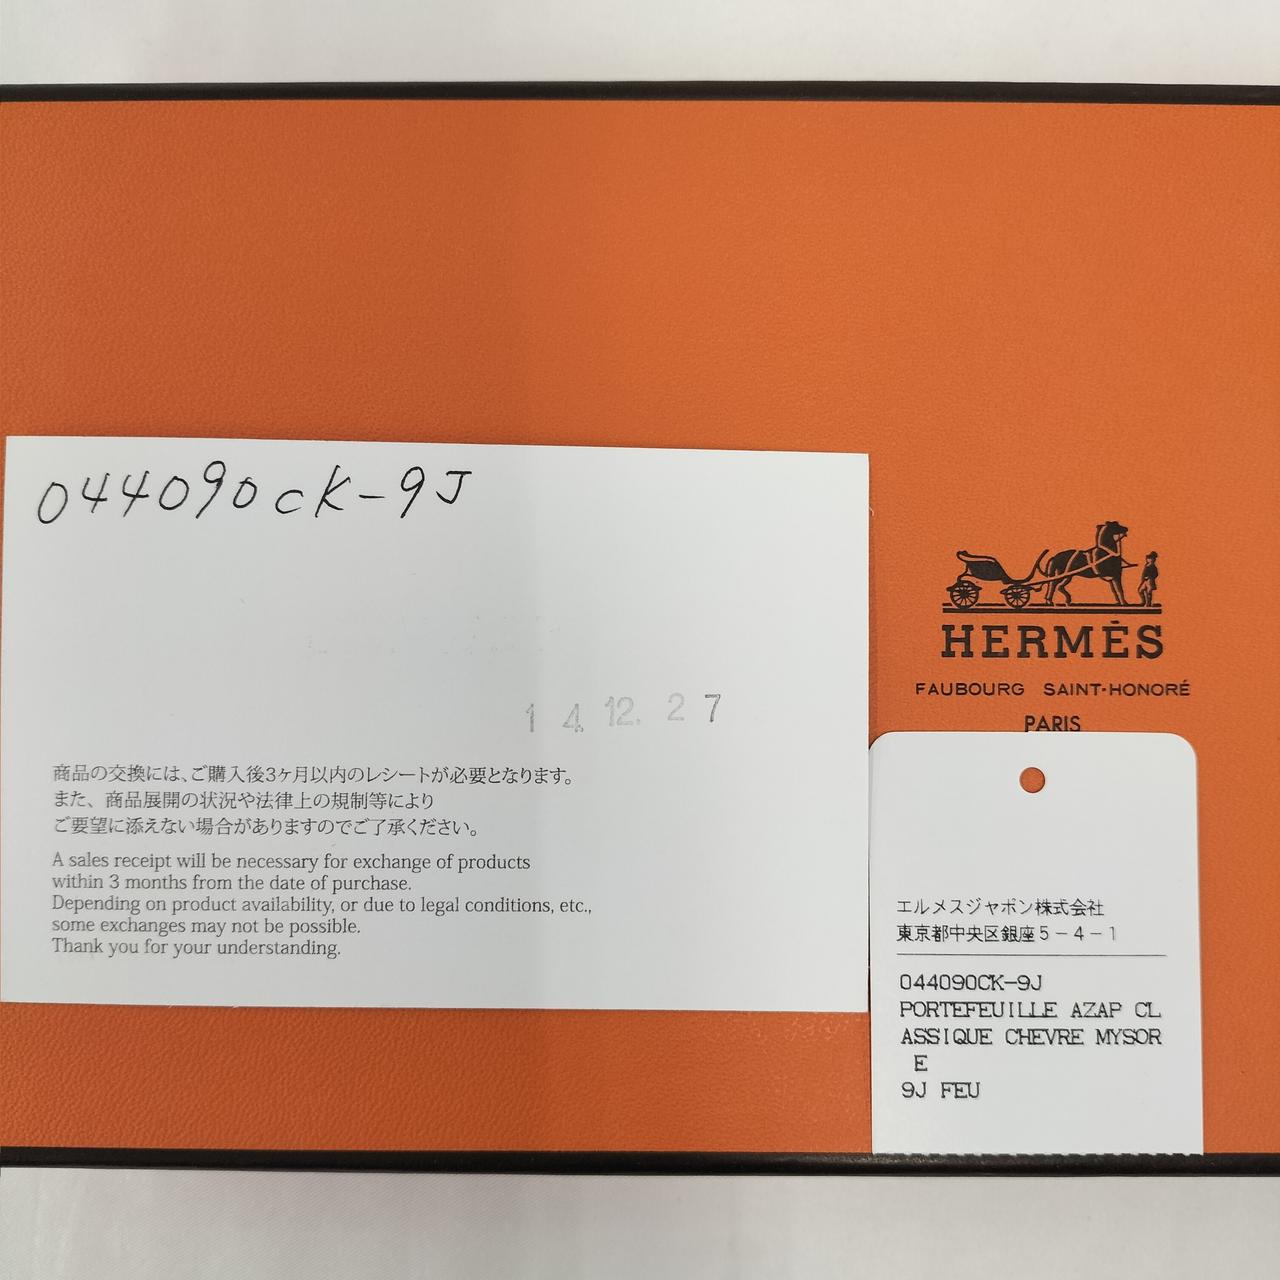 044090CK-9J
14.12.27
商品の交換には、ご購入後3ヶ月以内のレシートが必要となります。
また、商品展開の状況や法律上の規制等により
ご要望に添えない場合がありますのでご了承ください。
A sales receipt will be necessary for exchange of products
within 3 months from the date of purchase.
Depending on product availability, or due to legal conditions, etc.,
some exchanges may not be possible.
Thank you for your understanding.
HERMÈS
FAUBOURG SAINT-HONORÉ
PARIS
エルメスジャポン株式会社
東京都中央区銀座5-4-1
044090CK-9J
PORTEFEUILLE AZAP CL
ASSIQUE CHEVRE MYSOR
E
9J FEU